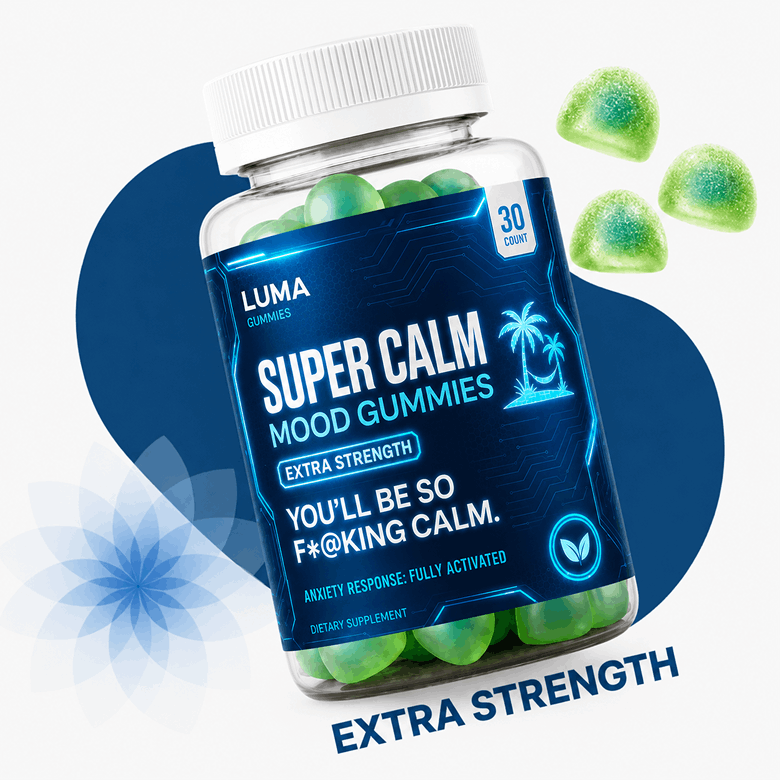 30
COUNT
LUMA
GUMMIES
SUPER CALM
MOOD GUMMIES
EXTRA STRENGTH
YOU'LL BE SO
F*@KING CALM.
ANXIETY RESPONSE: FULLY ACTIVATED
DIETARY SUPPLEMENT
EXTRA STRENGTH